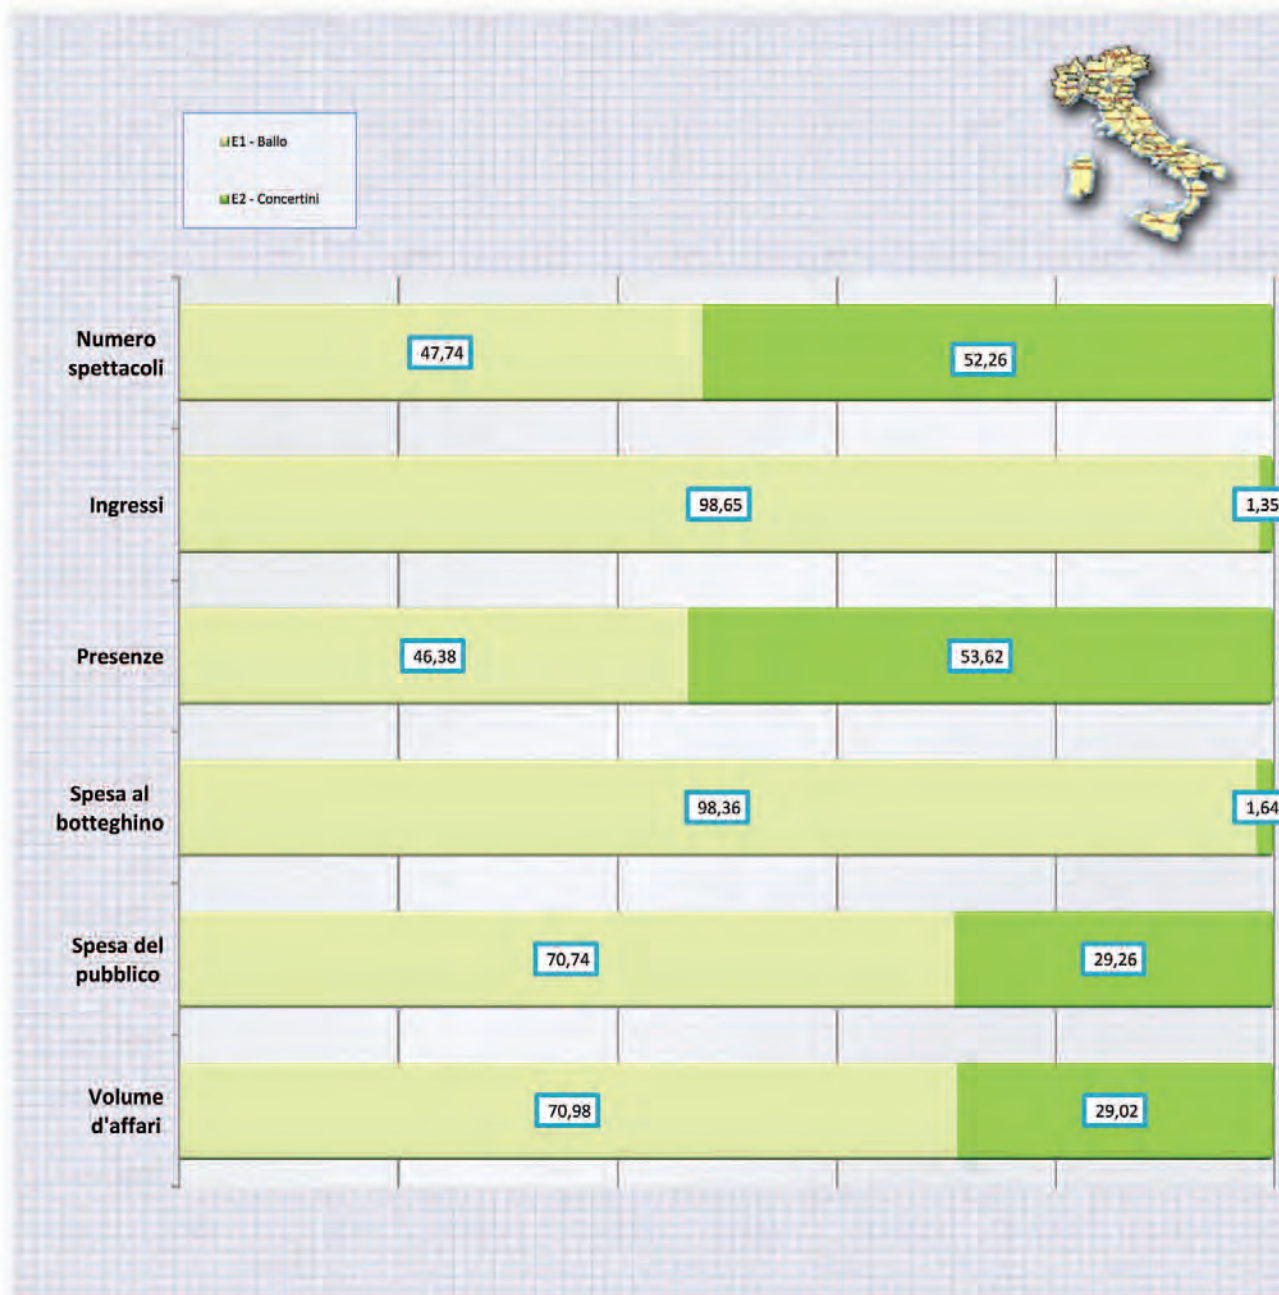 E1 - Ballo
E2 - Concertini
Numero
spettacoli
47,74
52,26
Ingressi
98,65
1,35
Presenze
46,38
53,62
Spesa al
botteghino
98,36
1,64
Spesa del
pubblico
70,74
29,26
Volume
d'affari
70,98
29,02